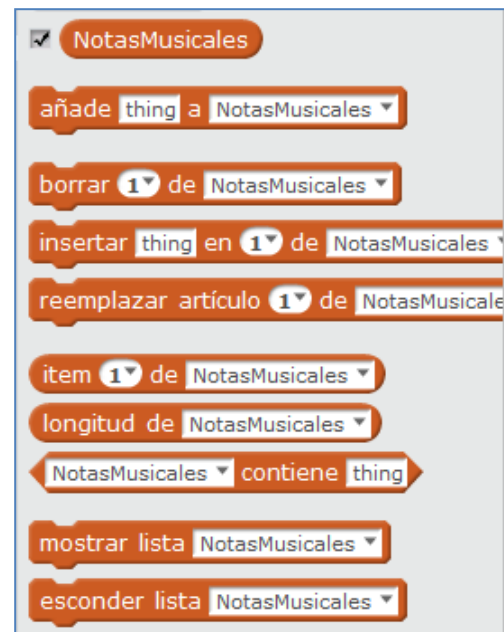 NotasMusicales
añade thing a NotasMusicales
borrar 1 de NotasMusicales
insertar thing en 1 de NotasMusicales
reemplazar artículo 1 de NotasMusicale
item 1 de NotasMusicales
longitud de NotasMusicales
NotasMusicales contiene thing
mostrar lista NotasMusicales
esconder lista NotasMusicales